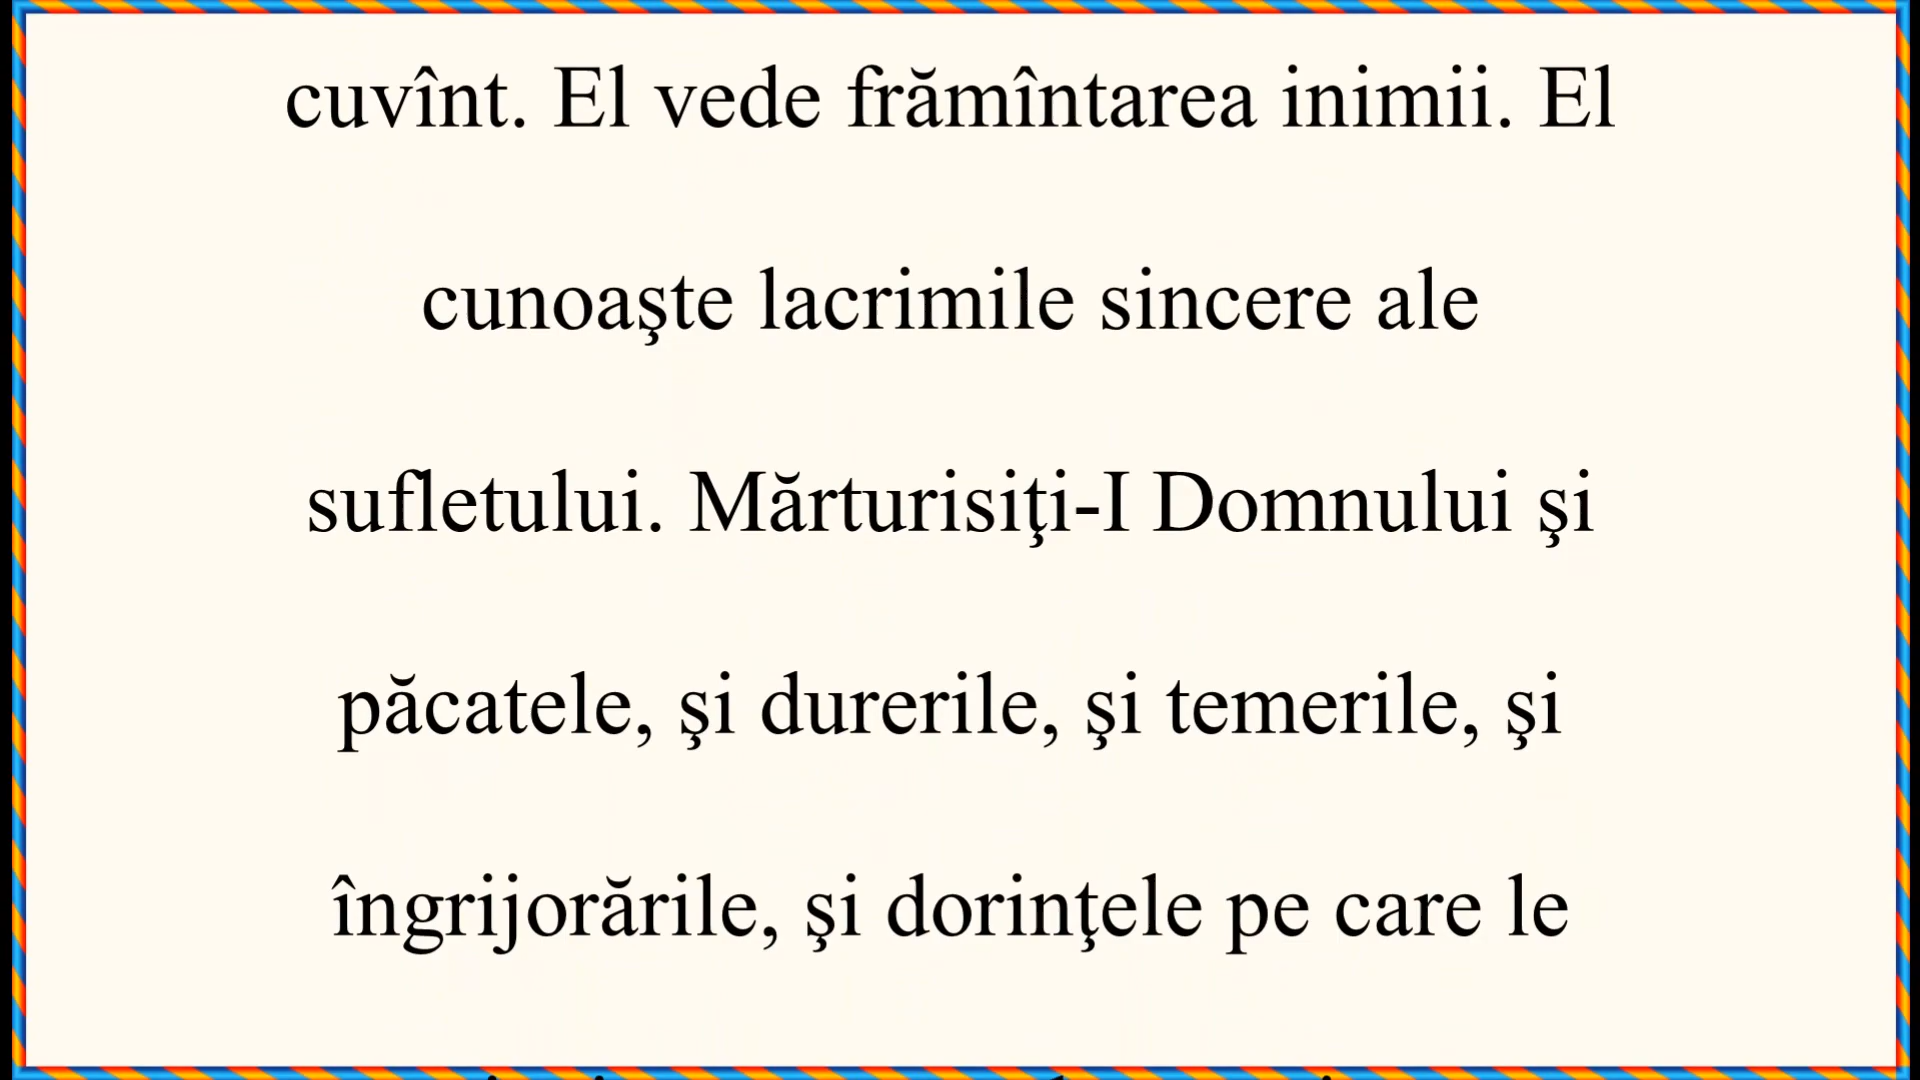 cuvînt. El vede frămîntarea inimii. El
cunoaşte lacrimile sincere ale
sufletului. Mărturisiţi-I Domnului şi
păcatele, şi durerile, şi temerile, şi
îngrijorările, şi dorinţele pe care le